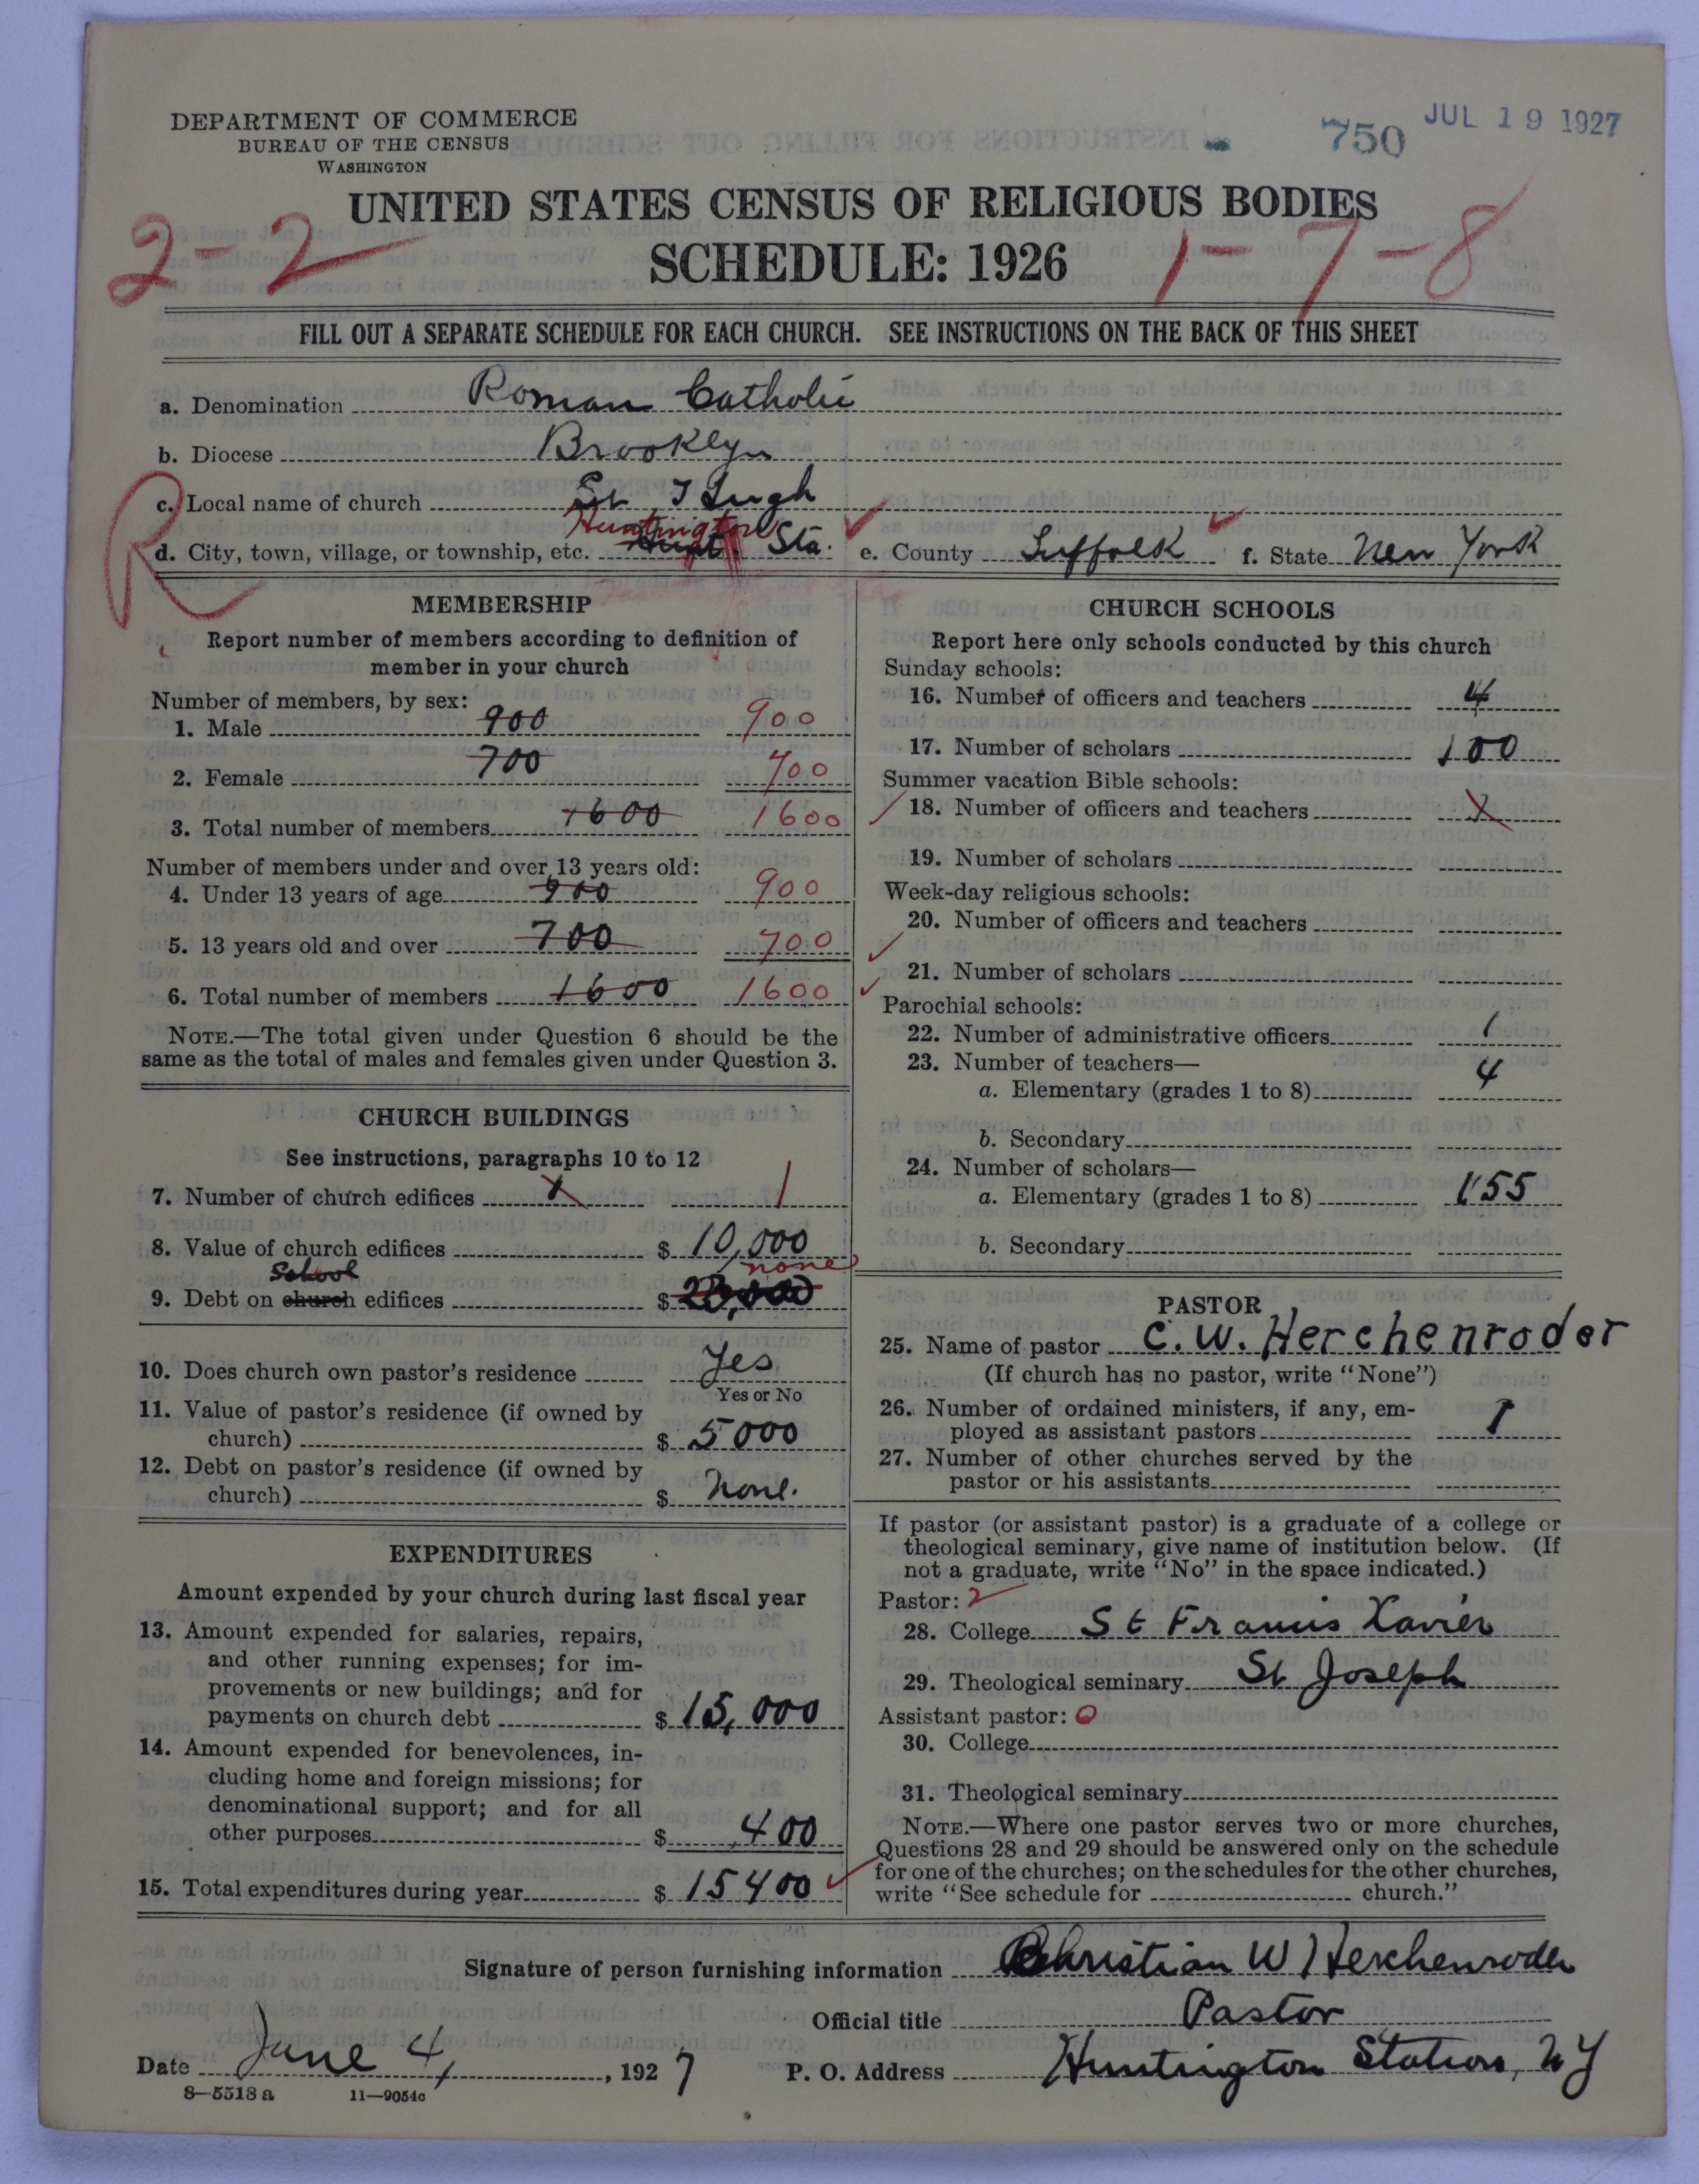 DEPARTMENT OF COMMERCE
BUREAU OF THE CENSUS
WASHINGTON
750 JUL 19 1927
UNITED STATES CENSUS OF RELIGIOUS BODIES
SCHEDULE: 1926
2-2
1-7-8
FILL OUT A SEPARATE SCHEDULE FOR EACH CHURCH. SEE INSTRUCTIONS ON THE BACK OF THIS SHEET
a. Denomination Roman Catholic
b. Diocese Brooklyn
R
c. Local name of church St Hugh
Huntington
d. City, town, village, or township, etc. Hunt. Sta. e. County Suffolk f. State New York
MEMBERSHIP
Report number of members according to definition of
member in your church
Number of members, by sex:
1. Male 900 900
2. Female 700 700
3. Total number of members 1600 1600
Number of members under and over 13 years old:
4. Under 13 years of age 900 900
5. 13 years old and over 700 700
6. Total number of members 1600 1600
NOTE.—The total given under Question 6 should be the
same as the total of males and females given under Question 3.
CHURCH BUILDINGS
See instructions, paragraphs 10 to 12
7. Number of church edifices 1 1
8. Value of church edifices $ 10,000
School none
9. Debt on church edifices $
10. Does church own pastor's residence Yes
Yes or No
11. Value of pastor's residence (if owned by
church) $ 5000
12. Debt on pastor's residence (if owned by
church) $ None.
EXPENDITURES
Amount expended by your church during last fiscal year
13. Amount expended for salaries, repairs,
and other running expenses; for im-
provements or new buildings; and for
payments on church debt $ 15,000
14. Amount expended for benevolences, in-
cluding home and foreign missions; for
denominational support; and for all
other purposes $ 400
15. Total expenditures during year $ 15400
CHURCH SCHOOLS
Report here only schools conducted by this church
Sunday schools:
16. Number of officers and teachers 4
17. Number of scholars 100
Summer vacation Bible schools:
18. Number of officers and teachers X
19. Number of scholars
Week-day religious schools:
20. Number of officers and teachers
21. Number of scholars
Parochial schools:
22. Number of administrative officers 1
23. Number of teachers—
a. Elementary (grades 1 to 8) 4
b. Secondary
24. Number of scholars—
a. Elementary (grades 1 to 8) 155
b. Secondary
PASTOR
25. Name of pastor C. W. Herchenroder
(If church has no pastor, write "None")
26. Number of ordained ministers, if any, em-
ployed as assistant pastors 1
27. Number of other churches served by the
pastor or his assistants
If pastor (or assistant pastor) is a graduate of a college or
theological seminary, give name of institution below. (If
not a graduate, write "No" in the space indicated.)
Pastor: 2
28. College St Francis Xavier
29. Theological seminary St Joseph
Assistant pastor: 0
30. College
31. Theological seminary
NOTE.—Where one pastor serves two or more churches,
Questions 28 and 29 should be answered only on the schedule
for one of the churches; on the schedules for the other churches,
write "See schedule for church."
Signature of person furnishing information Christian W Herchenroder
Official title Pastor
Date June 4, 1927 P. O. Address Huntington Station, NY
8—5518 a 11—9054c